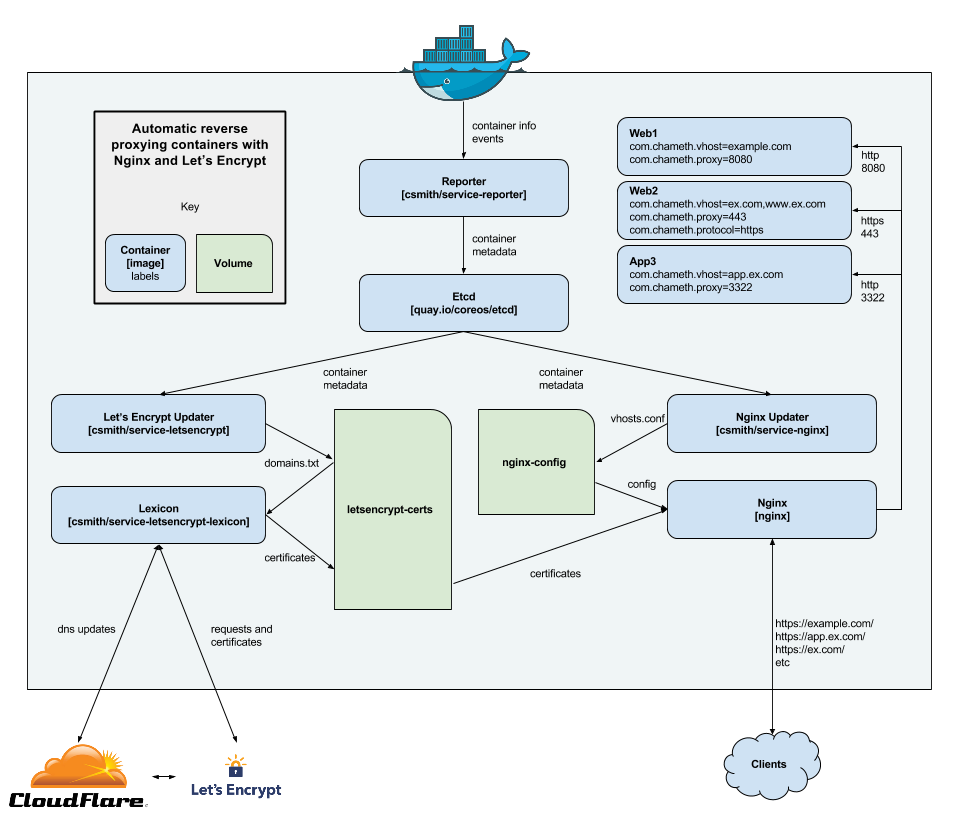 Automatic reverse
proxying containers with
Nginx and Let's Encrypt
Key
Container
[image]
labels
Volume
container info
events
Reporter
[csmith/service-reporter]
container
metadata
Etcd
[quay.io/coreos/etcd]
Web1
com.chameth.vhost=example.com
com.chameth.proxy=8080
http
8080
Web2
com.chameth.vhost=ex.com,www.ex.com
com.chameth.proxy=443
com.chameth.protocol=https
https
443
App3
com.chameth.vhost=app.ex.com
com.chameth.proxy=3322
http
3322
container
metadata
container
metadata
Let's Encrypt Updater
[csmith/service-letsencrypt]
domains.txt
Lexicon
[csmith/service-letsencrypt-lexicon]
certificates
letsencrypt-certs
nginx-config
vhosts.conf
Nginx Updater
[csmith/service-nginx]
config
Nginx
[nginx]
certificates
dns updates
requests and
certificates
https://example.com/
https://app.ex.com/
https://ex.com/
etc
CloudFlare
Let's Encrypt
Clients